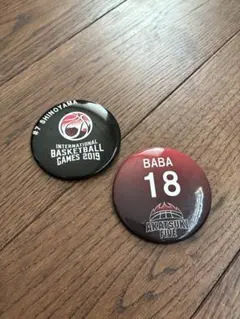 #7 SHINOYAMA
INTERNATIONAL
BASKETBALL
GAMES 2019
BABA
18
AKATSUKI
FIVE